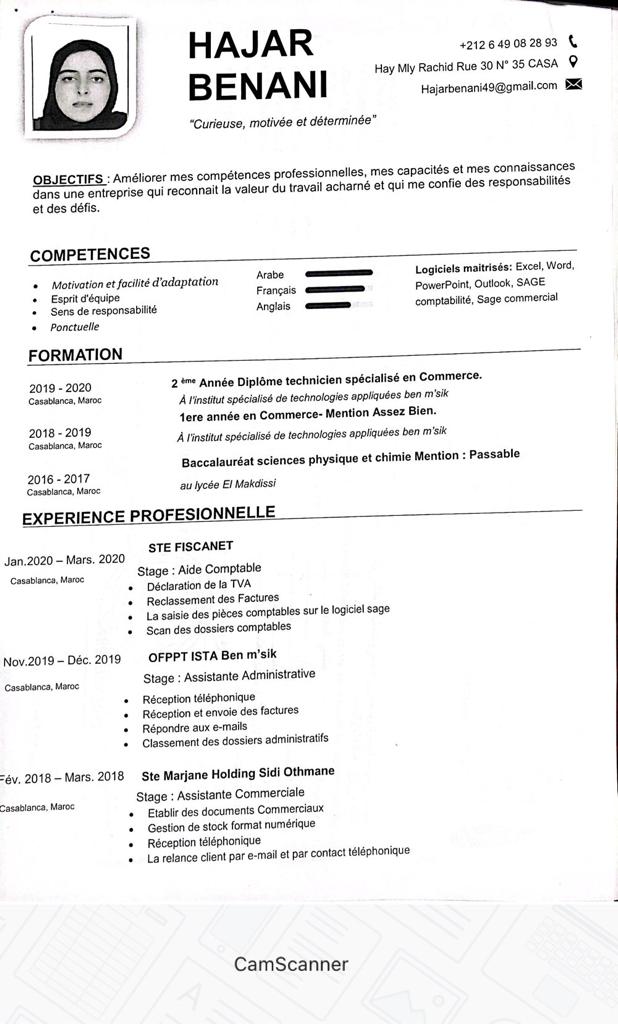 HAJAR
BENANI
"Curieuse, motivée et déterminée"
+212 6 49 08 28 93
Hay Mly Rachid Rue 30 N° 35 CASA
Hajarbenani49@gmail.com
OBJECTIFS : Améliorer mes compétences professionnelles, mes capacités et mes connaissances
dans une entreprise qui reconnait la valeur du travail acharné et qui me confie des responsabilités
et des défis.
COMPETENCES
• Motivation et facilité d'adaptation
• Esprit d'équipe
• Sens de responsabilité
• Ponctuelle
Arabe
Français
Anglais
Logiciels maitrisés: Excel, Word,
PowerPoint, Outlook, SAGE
comptabilité, Sage commercial
FORMATION
2019 - 2020
Casablanca, Maroc
2 ème Année Diplôme technicien spécialisé en Commerce.
À l'institut spécialisé de technologies appliquées ben m'sik
1ere année en Commerce- Mention Assez Bien.
2018 - 2019
Casablanca, Maroc
À l'institut spécialisé de technologies appliquées ben m'sik
Baccalauréat sciences physique et chimie Mention : Passable
2016 - 2017
Casablanca, Maroc
au lycée El Makdissi
EXPERIENCE PROFESIONNELLE
STE FISCANET
Jan.2020 – Mars. 2020
Casablanca, Maroc
Stage : Aide Comptable
• Déclaration de la TVA
• Reclassement des Factures
• La saisie des pièces comptables sur le logiciel sage
• Scan des dossiers comptables
Nov.2019 – Déc. 2019
Casablanca, Maroc
OFPPT ISTA Ben m'sik
Stage : Assistante Administrative
• Réception téléphonique
• Réception et envoie des factures
• Répondre aux e-mails
• Classement des dossiers administratifs
Fév. 2018 – Mars. 2018
Casablanca, Maroc
Ste Marjane Holding Sidi Othmane
Stage : Assistante Commerciale
• Etablir des documents Commerciaux
• Gestion de stock format numérique
• Réception téléphonique
• La relance client par e-mail et par contact téléphonique
CamScanner